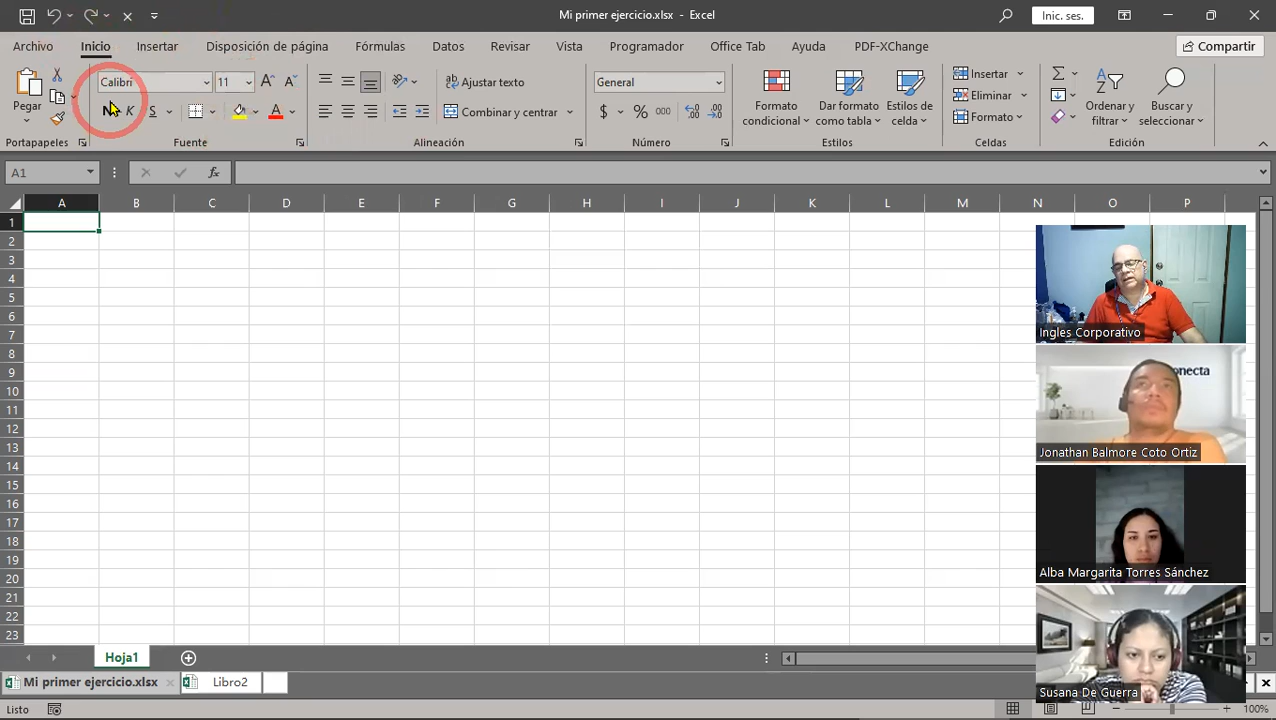 Mi primer ejercicio.xlsx - Excel
Inic. ses.
Archivo Inicio Insertar Disposición de página Fórmulas Datos Revisar Vista Programador Office Tab Ayuda PDF-XChange Compartir
Pegar
Calibri 11
N K S
Ajustar texto
Combinar y centrar
General
$ % 000
Formato condicional
Dar formato como tabla
Estilos de celda
Insertar
Eliminar
Formato
Ordenar y filtrar
Buscar y seleccionar
Portapapeles Fuente Alineación Número Estilos Celdas Edición
A1 fx
A B C D E F G H I J K L M N O P
1
2
3
4
5
6
7
8
9
10
11
12
13
14
15
16
17
18
19
20
21
22
23
Ingles Corporativo
onecta
Jonathan Balmore Coto Ortiz
Alba Margarita Torres Sánchez
Susana De Guerra
Hoja1
Mi primer ejercicio.xlsx Libro2
Listo 100%